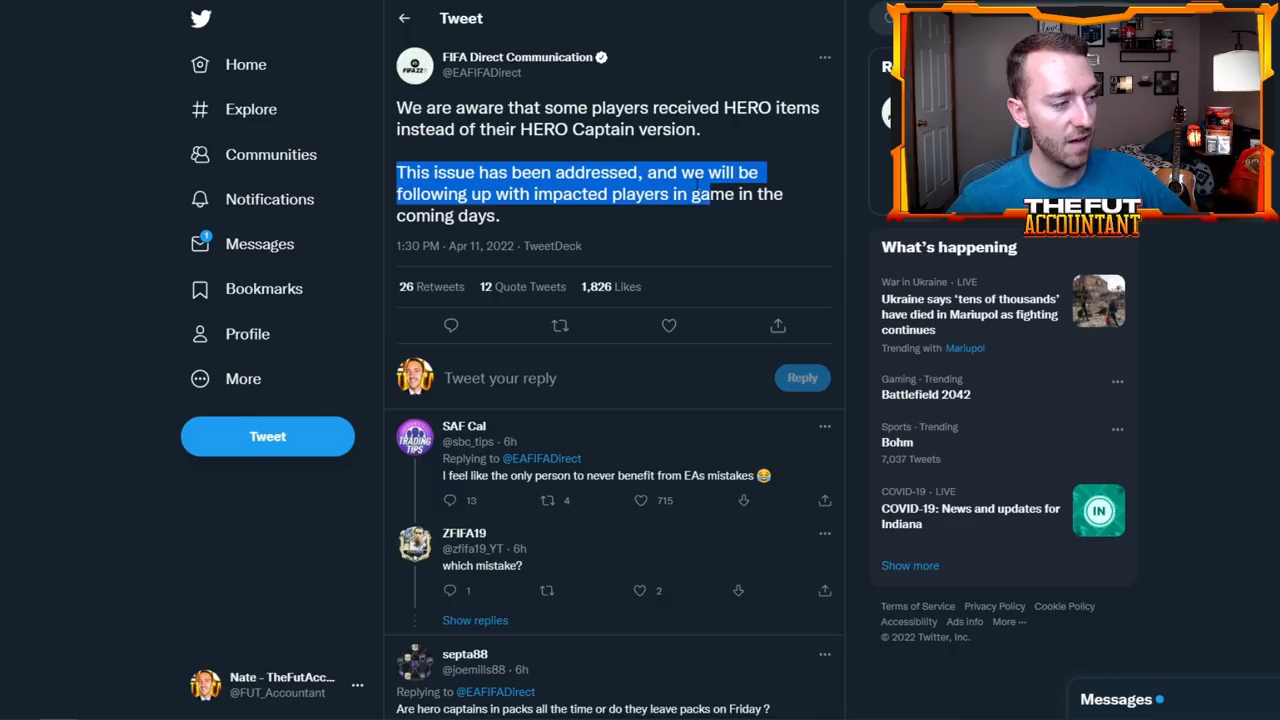 Home
Explore
Communities
Notifications
1
Messages
Bookmarks
Profile
More
Tweet
Nate - TheFutAcc...
@FUT_Accountant
Tweet
FIFA Direct Communication
@EAFIFADirect
We are aware that some players received HERO items
instead of their HERO Captain version.
This issue has been addressed, and we will be
following up with impacted players in game in the
coming days.
1:30 PM · Apr 11, 2022 · TweetDeck
26 Retweets 12 Quote Tweets 1,826 Likes
Tweet your reply
Reply
SAF Cal
@sbc_tips · 6h
Replying to @EAFIFADirect
I feel like the only person to never benefit from EAs mistakes 😂
13 4 715
ZFIFA19
@zfifa19_YT · 6h
which mistake?
1 2
Show replies
septa88
@joemills88 · 6h
Replying to @EAFIFADirect
Are hero captains in packs all the time or do they leave packs on Friday ?
THE FUT
ACCOUNTANT
What's happening
War in Ukraine · LIVE
Ukraine says 'tens of thousands'
have died in Mariupol as fighting
continues
Trending with Mariupol
Gaming · Trending
Battlefield 2042
Sports · Trending
Bohm
7,037 Tweets
COVID-19 · LIVE
COVID-19: News and updates for
Indiana
IN
Show more
Terms of Service Privacy Policy Cookie Policy
Accessibility Ads info More ···
© 2022 Twitter, Inc.
Messages